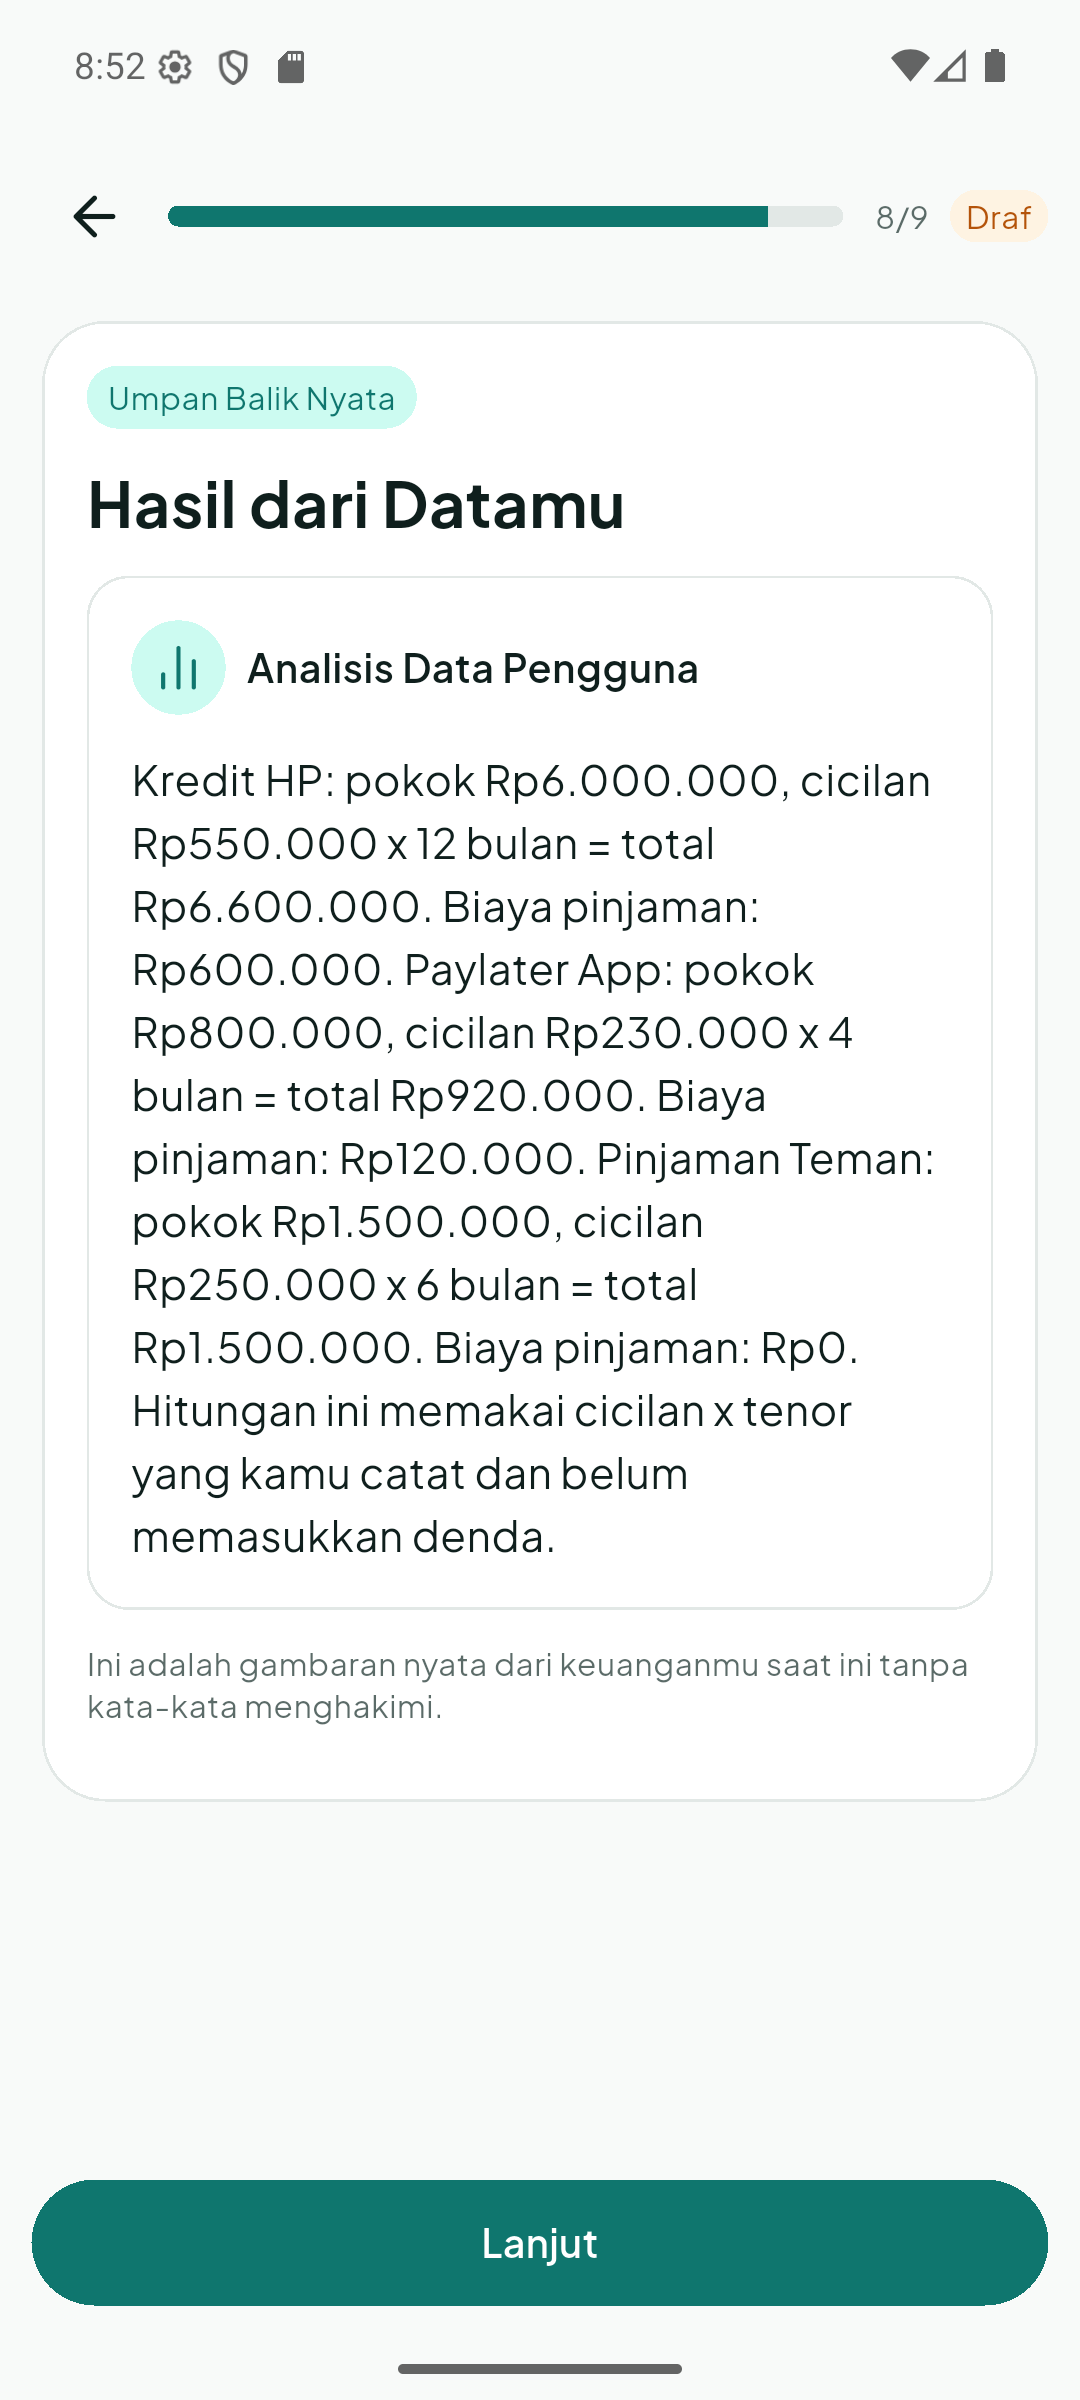 8:52
8/9
Draf
Umpan Balik Nyata
Hasil dari Datamu
Analisis Data Pengguna
Kredit HP: pokok Rp6.000.000, cicilan
Rp550.000 x 12 bulan = total
Rp6.600.000. Biaya pinjaman:
Rp600.000. Paylater App: pokok
Rp800.000, cicilan Rp230.000 x 4
bulan = total Rp920.000. Biaya
pinjaman: Rp120.000. Pinjaman Teman:
pokok Rp1.500.000, cicilan
Rp250.000 x 6 bulan = total
Rp1.500.000. Biaya pinjaman: Rp0.
Hitungan ini memakai cicilan x tenor
yang kamu catat dan belum
memasukkan denda.
Ini adalah gambaran nyata dari keuanganmu saat ini tanpa
kata-kata menghakimi.
Lanjut